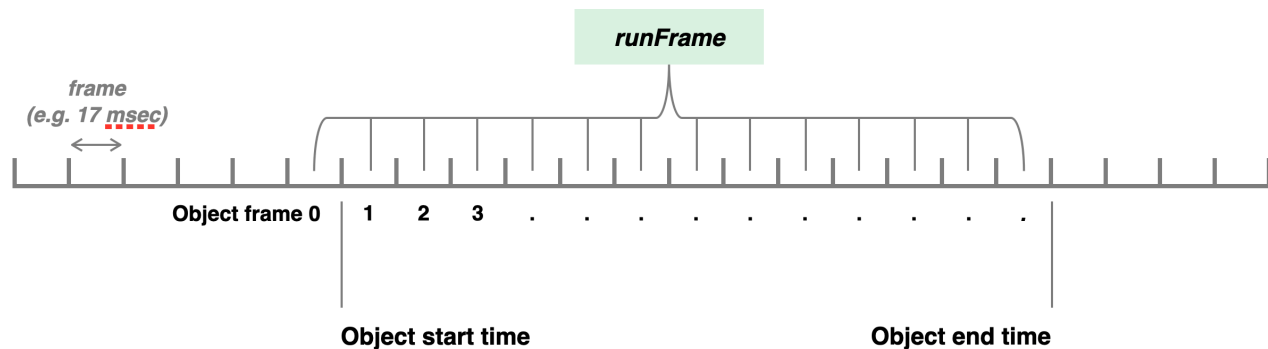 runFrame
frame
(e.g. 17 msec)
Object frame 0 1 2 3 . . . . . . . . . .
Object start time
Object end time